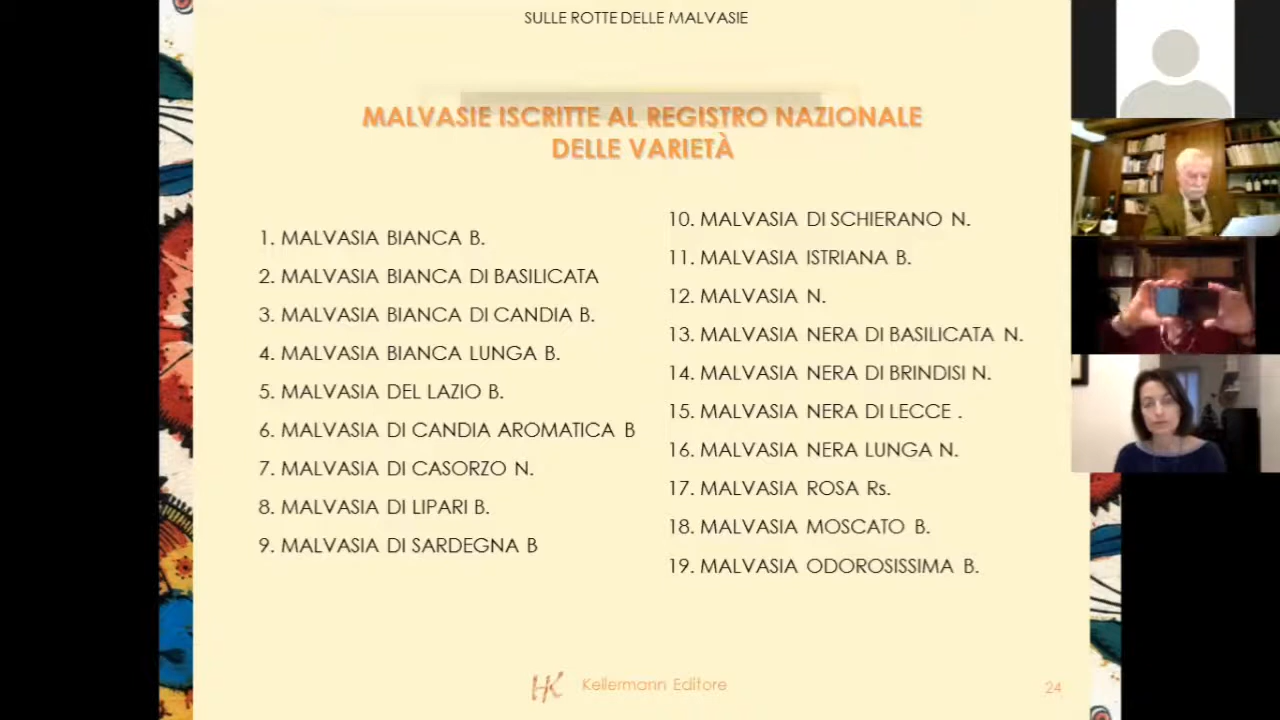 SULLE ROTTE DELLE MALVASIE
MALVASIE ISCRITTE AL REGISTRO NAZIONALE
DELLE VARIETÀ
1. MALVASIA BIANCA B.
2. MALVASIA BIANCA DI BASILICATA
3. MALVASIA BIANCA DI CANDIA B.
4. MALVASIA BIANCA LUNGA B.
5. MALVASIA DEL LAZIO B.
6. MALVASIA DI CANDIA AROMATICA B
7. MALVASIA DI CASORZO N.
8. MALVASIA DI LIPARI B.
9. MALVASIA DI SARDEGNA B
10. MALVASIA DI SCHIERANO N.
11. MALVASIA ISTRIANA B.
12. MALVASIA N.
13. MALVASIA NERA DI BASILICATA N.
14. MALVASIA NERA DI BRINDISI N.
15. MALVASIA NERA DI LECCE .
16. MALVASIA NERA LUNGA N.
17. MALVASIA ROSA Rs.
18. MALVASIA MOSCATO B.
19. MALVASIA ODOROSISSIMA B.
HK Kellermann Editore
24